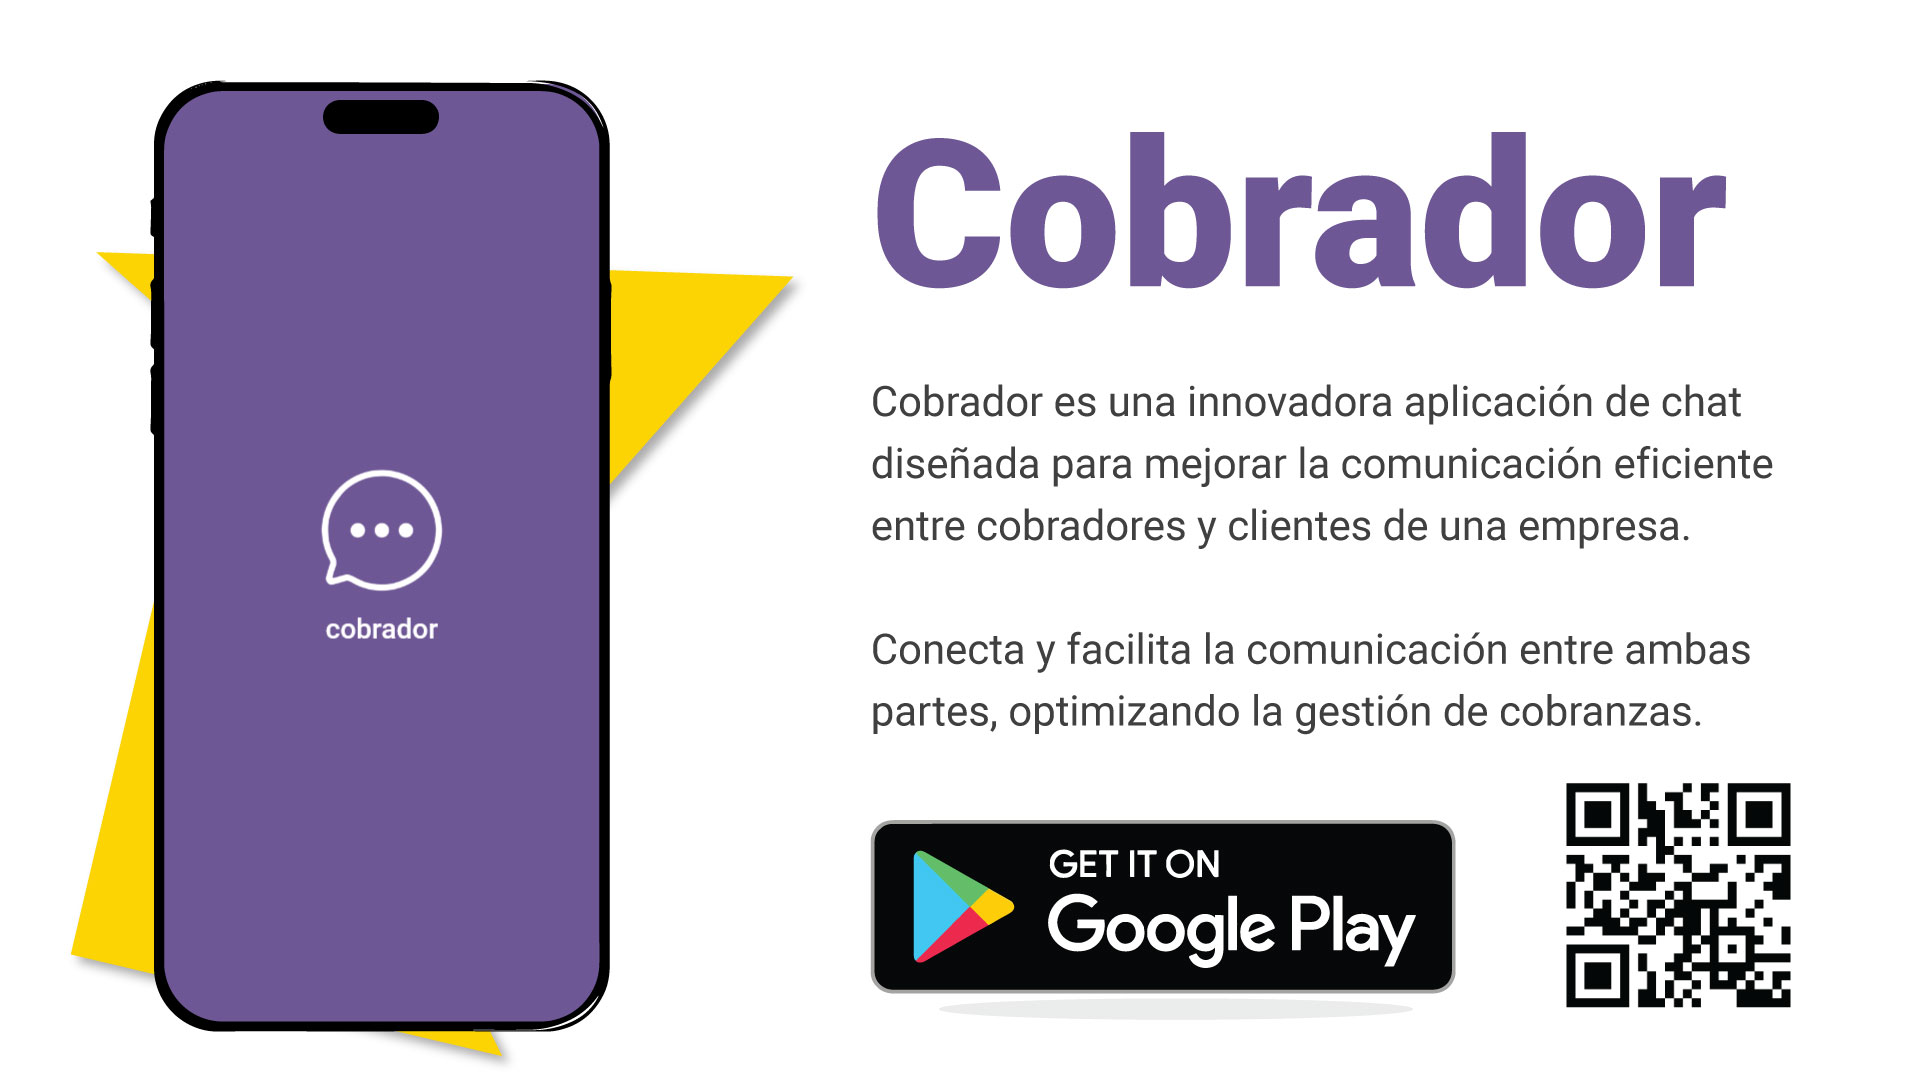 cobrador
Cobrador
Cobrador es una innovadora aplicación de chat
diseñada para mejorar la comunicación eficiente
entre cobradores y clientes de una empresa.
Conecta y facilita la comunicación entre ambas
partes, optimizando la gestión de cobranzas.
GET IT ON
Google Play